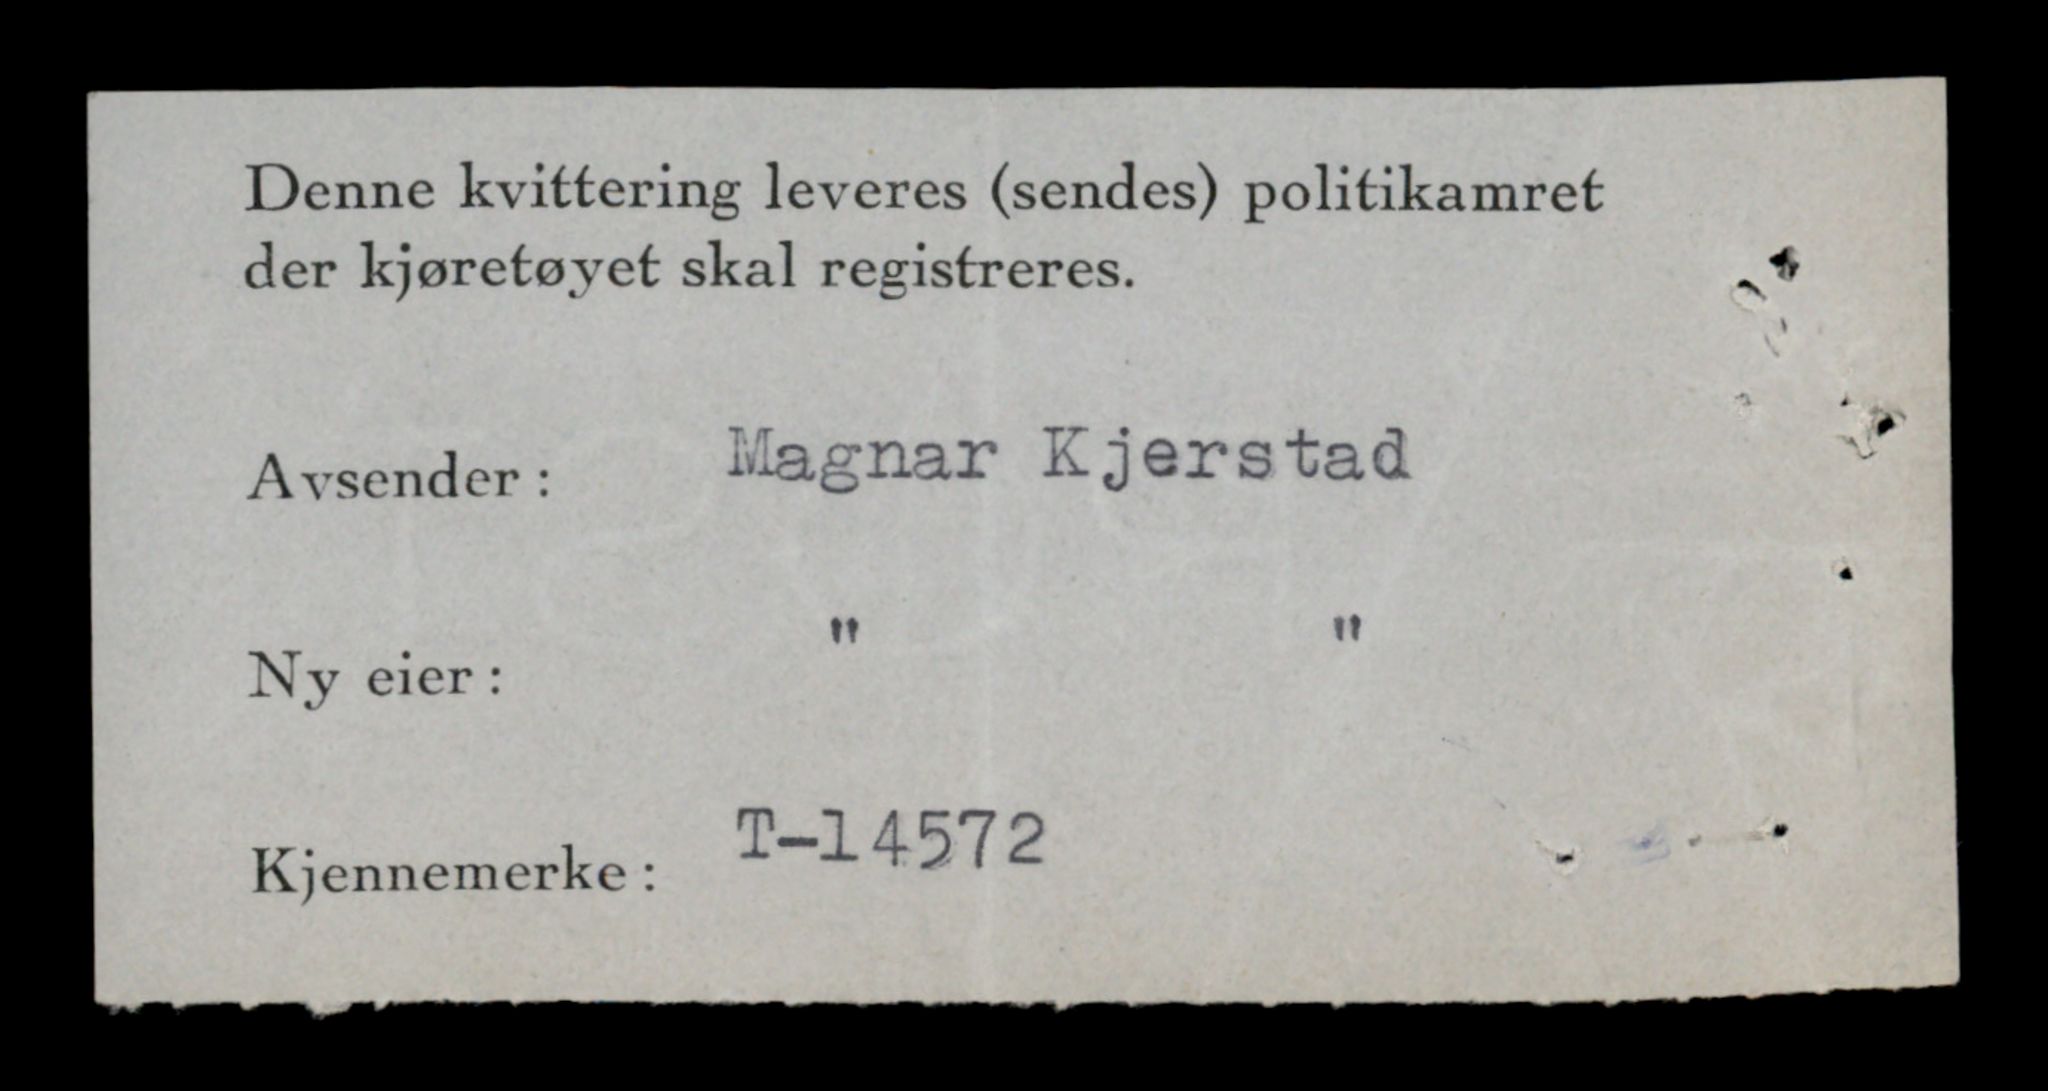 Denne kvittering leveres (sendes) politikamret
der kjøretøyet skal registreres.
Avsender: Magnar Kjerstad
Ny eier: " "
Kjennemerke: T-14572